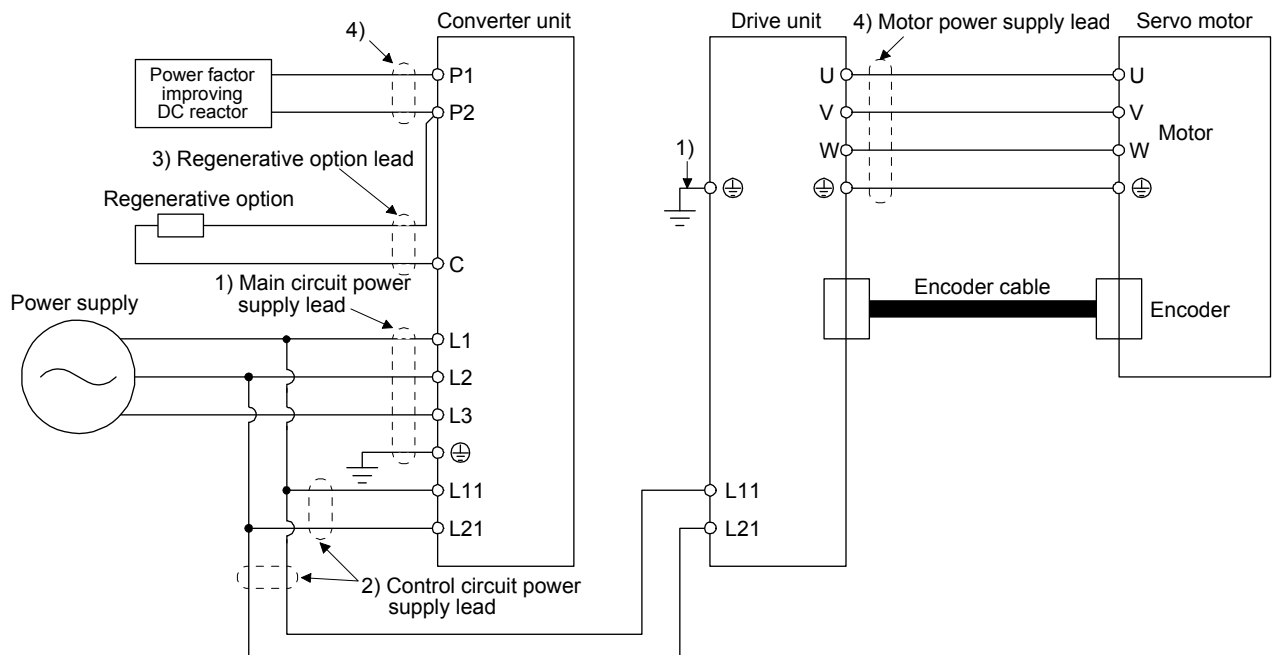 Converter unit
Drive unit
4) Motor power supply lead
Servo motor
4)
Power factor
improving
DC reactor
P1
P2
U
V
W
U
V
W
Motor
3) Regenerative option lead
Regenerative option
C
1)
1) Main circuit power
supply lead
Power supply
Encoder cable
Encoder
L1
L2
L3
L11
L21
L11
L21
2) Control circuit power
supply lead